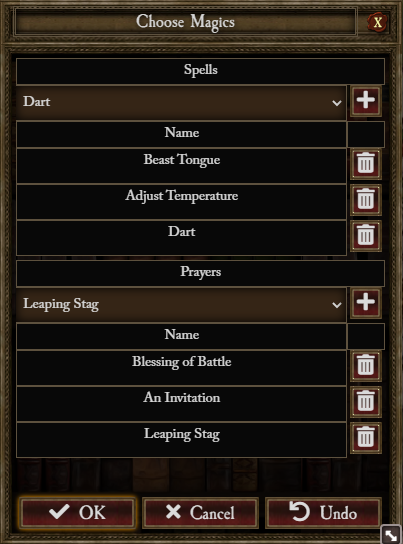 Choose Magics
X
Spells
Dart
Name
Beast Tongue
Adjust Temperature
Dart
Prayers
Leaping Stag
Name
Blessing of Battle
An Invitation
Leaping Stag
OK
Cancel
Undo